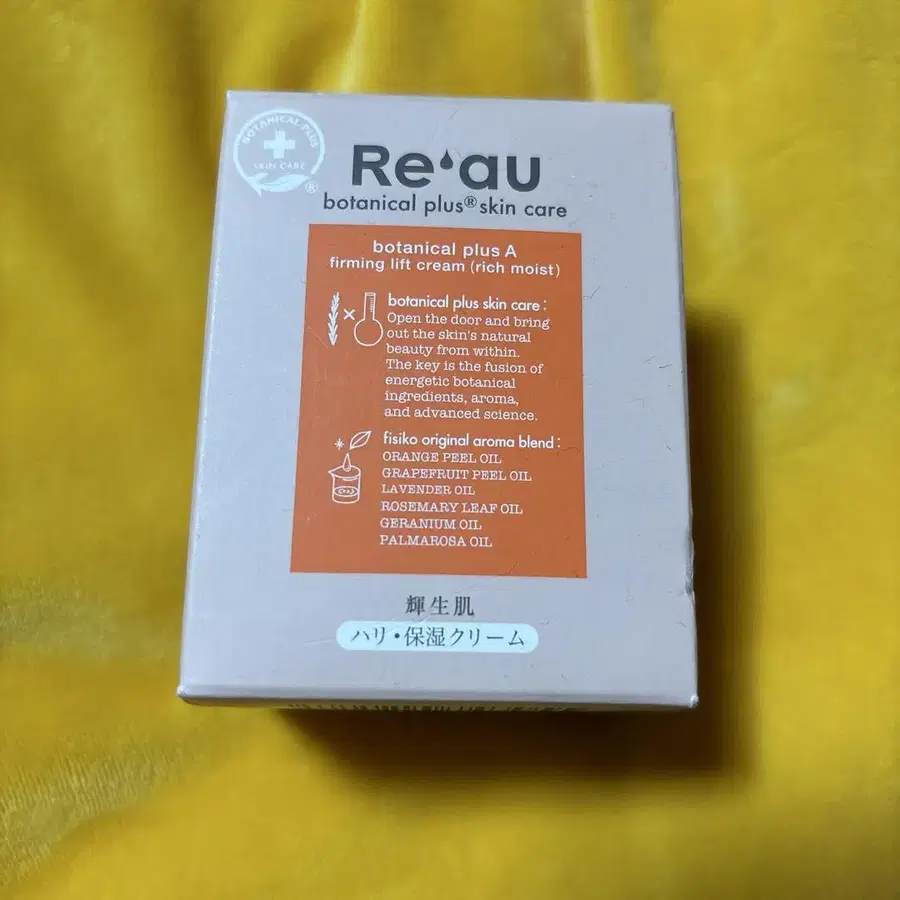 BOTANICAL PLUS
SKIN CARE
®
Re'au
botanical plus® skin care
botanical plus A
firming lift cream (rich moist)
botanical plus skin care:
×
Open the door and bring
out the skin's natural
beauty from within.
The key is the fusion of
energetic botanical
ingredients, aroma,
and advanced science.
fisiko original aroma blend:
ORANGE PEEL OIL
GRAPEFRUIT PEEL OIL
LAVENDER OIL
ROSEMARY LEAF OIL
GERANIUM OIL
PALMAROSA OIL
輝生肌
ハリ・保湿クリーム